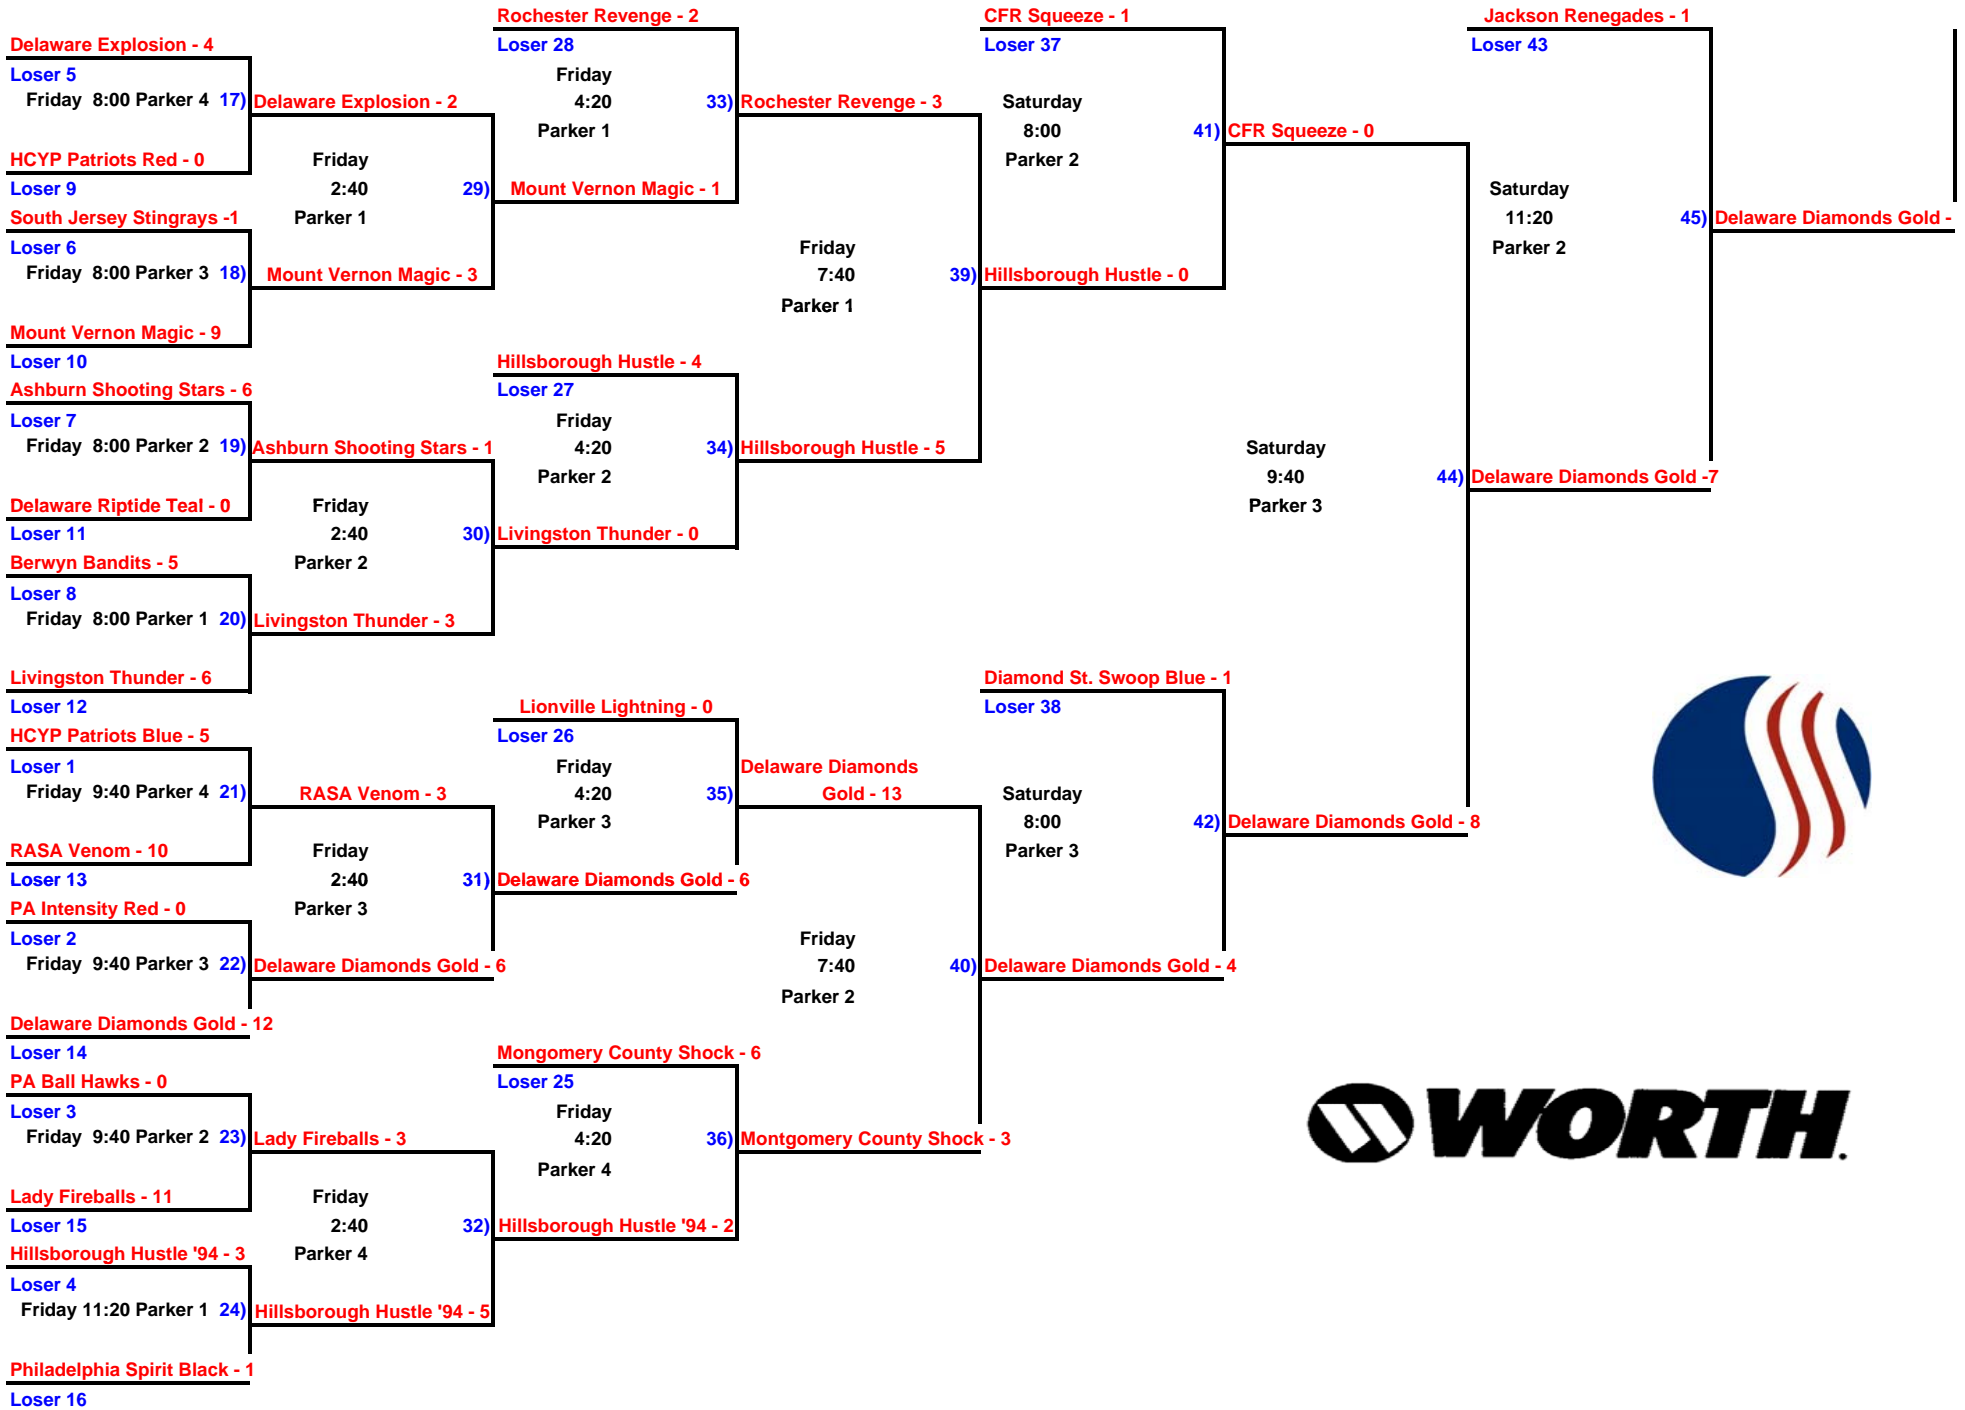 Rochester Revenge - 2
CFR Squeeze - 1
Jackson Renegades - 1
Delaware Explosion - 4
Loser 28
Loser 37
Loser 43
Loser 5
Friday
Friday 8:00 Parker 4 17) Delaware Explosion - 2
4:20 33) Rochester Revenge - 3
Saturday
Parker 1
8:00 41) CFR Squeeze - 0
HCYP Patriots Red - 0
Friday
Parker 2
Loser 9
2:40 29) Mount Vernon Magic - 1
Saturday
South Jersey Stingrays -1
Parker 1
11:20 45) Delaware Diamonds Gold -
Loser 6
Friday
Parker 2
Friday 8:00 Parker 3 18) Mount Vernon Magic - 3
7:40 39) Hillsborough Hustle - 0
Parker 1
Mount Vernon Magic - 9
Loser 10
Hillsborough Hustle - 4
Ashburn Shooting Stars - 6
Loser 27
Loser 7
Friday
Friday 8:00 Parker 2 19) Ashburn Shooting Stars - 1
4:20 34) Hillsborough Hustle - 5
Saturday
Parker 2
9:40 44) Delaware Diamonds Gold -7
Delaware Riptide Teal - 0
Friday
Parker 3
Loser 11
2:40 30) Livingston Thunder - 0
Berwyn Bandits - 5
Parker 2
Loser 8
Friday 8:00 Parker 1 20) Livingston Thunder - 3
Livingston Thunder - 6
Diamond St. Swoop Blue - 1
Loser 12
Lionville Lightning - 0
Loser 38
HCYP Patriots Blue - 5
Loser 26
Loser 1
Friday
Delaware Diamonds
Friday 9:40 Parker 4 21) RASA Venom - 3
4:20 35) Gold - 13
Saturday
Parker 3
8:00 42) Delaware Diamonds Gold - 8
RASA Venom - 10
Friday
Parker 3
Loser 13
2:40 31) Delaware Diamonds Gold - 6
PA Intensity Red - 0
Parker 3
Loser 2
Friday
Friday 9:40 Parker 3 22) Delaware Diamonds Gold - 6
7:40 40) Delaware Diamonds Gold - 4
Parker 2
Delaware Diamonds Gold - 12
Loser 14
Mongomery County Shock - 6
PA Ball Hawks - 0
Loser 25
Loser 3
Friday
Friday 9:40 Parker 2 23) Lady Fireballs - 3
4:20 36) Montgomery County Shock - 3
WORTH.
Parker 4
Lady Fireballs - 11
Friday
Loser 15
2:40 32) Hillsborough Hustle '94 - 2
Hillsborough Hustle '94 - 3
Parker 4
Loser 4
Friday 11:20 Parker 1 24) Hillsborough Hustle '94 - 5
Philadelphia Spirit Black - 1
Loser 16